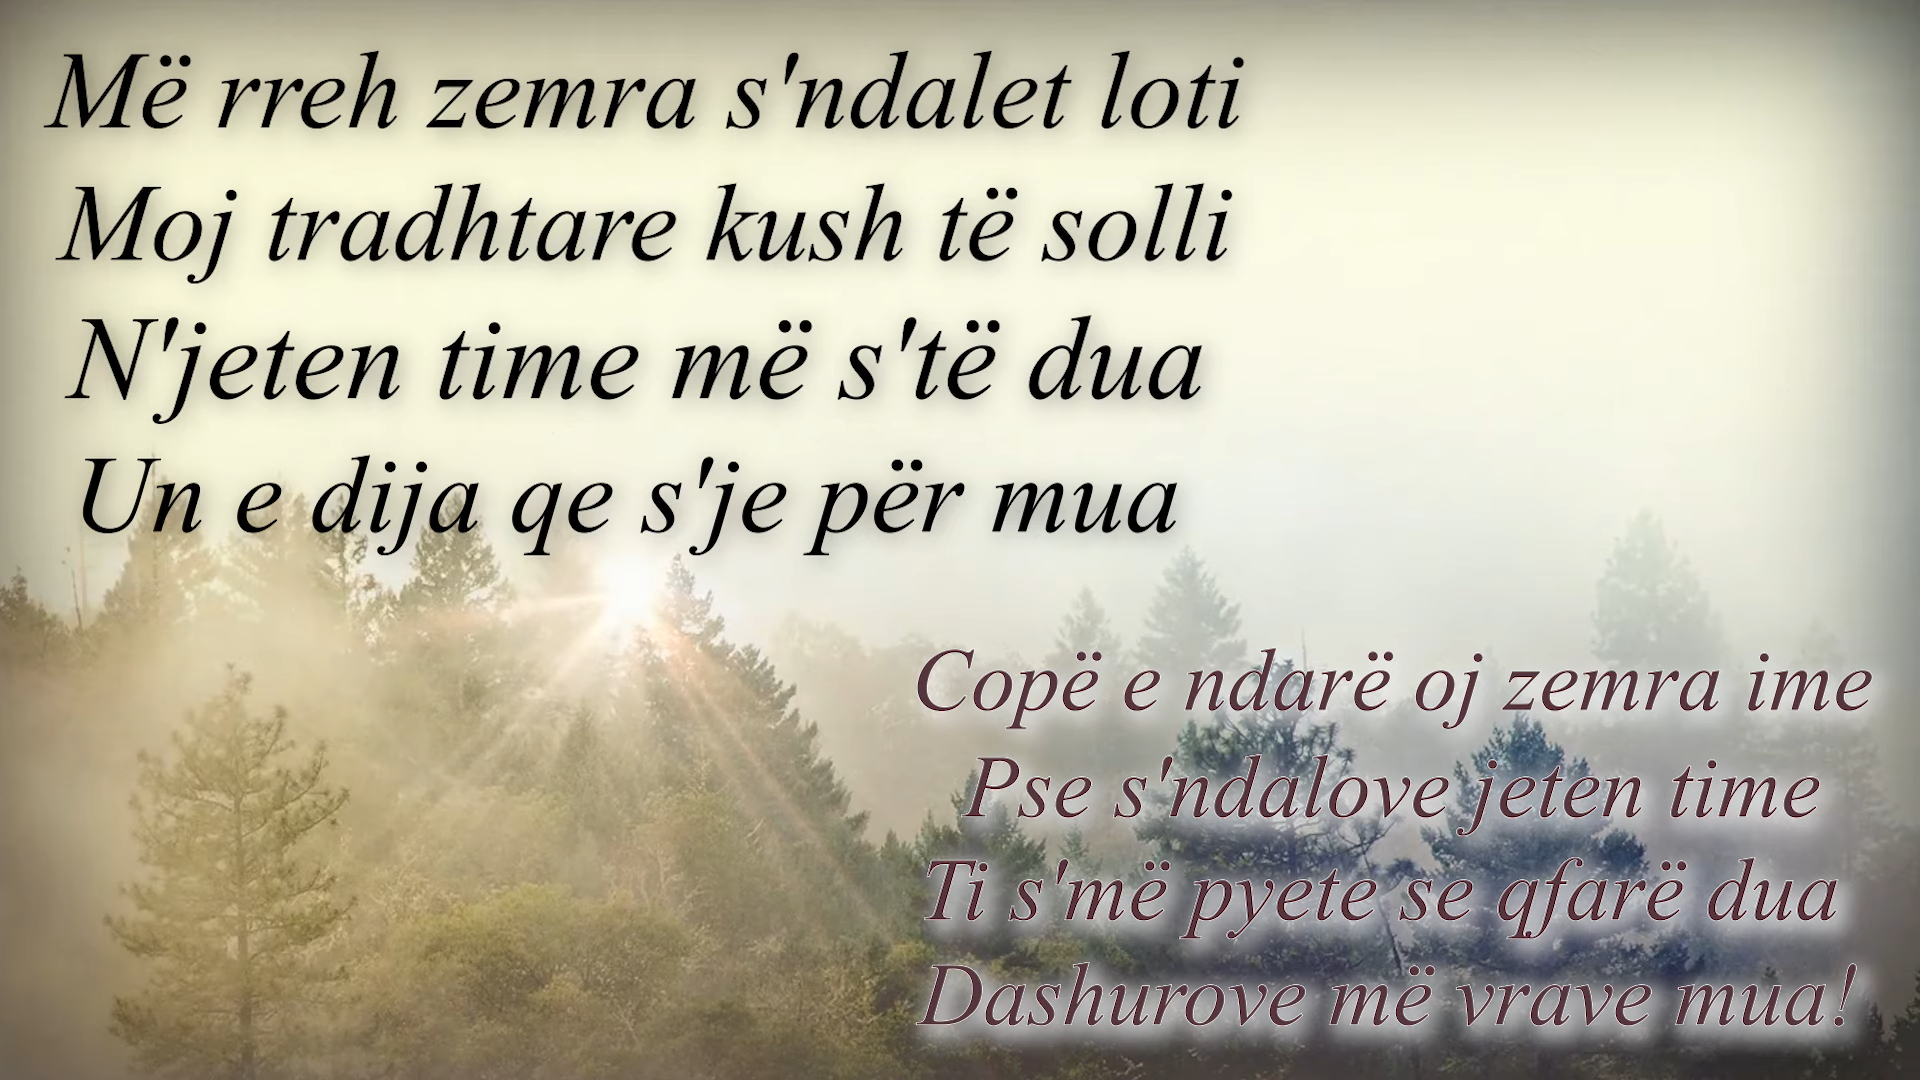 Më rreh zemra s'ndalet loti
Moj tradhtare kush të solli
N'jeten time më s'të dua
Un e dija qe s'je për mua
Copë e ndarë oj zemra ime
Pse s'ndalove jeten time
Ti s'më pyete se qfarë dua
Dashurove më vrave mua!